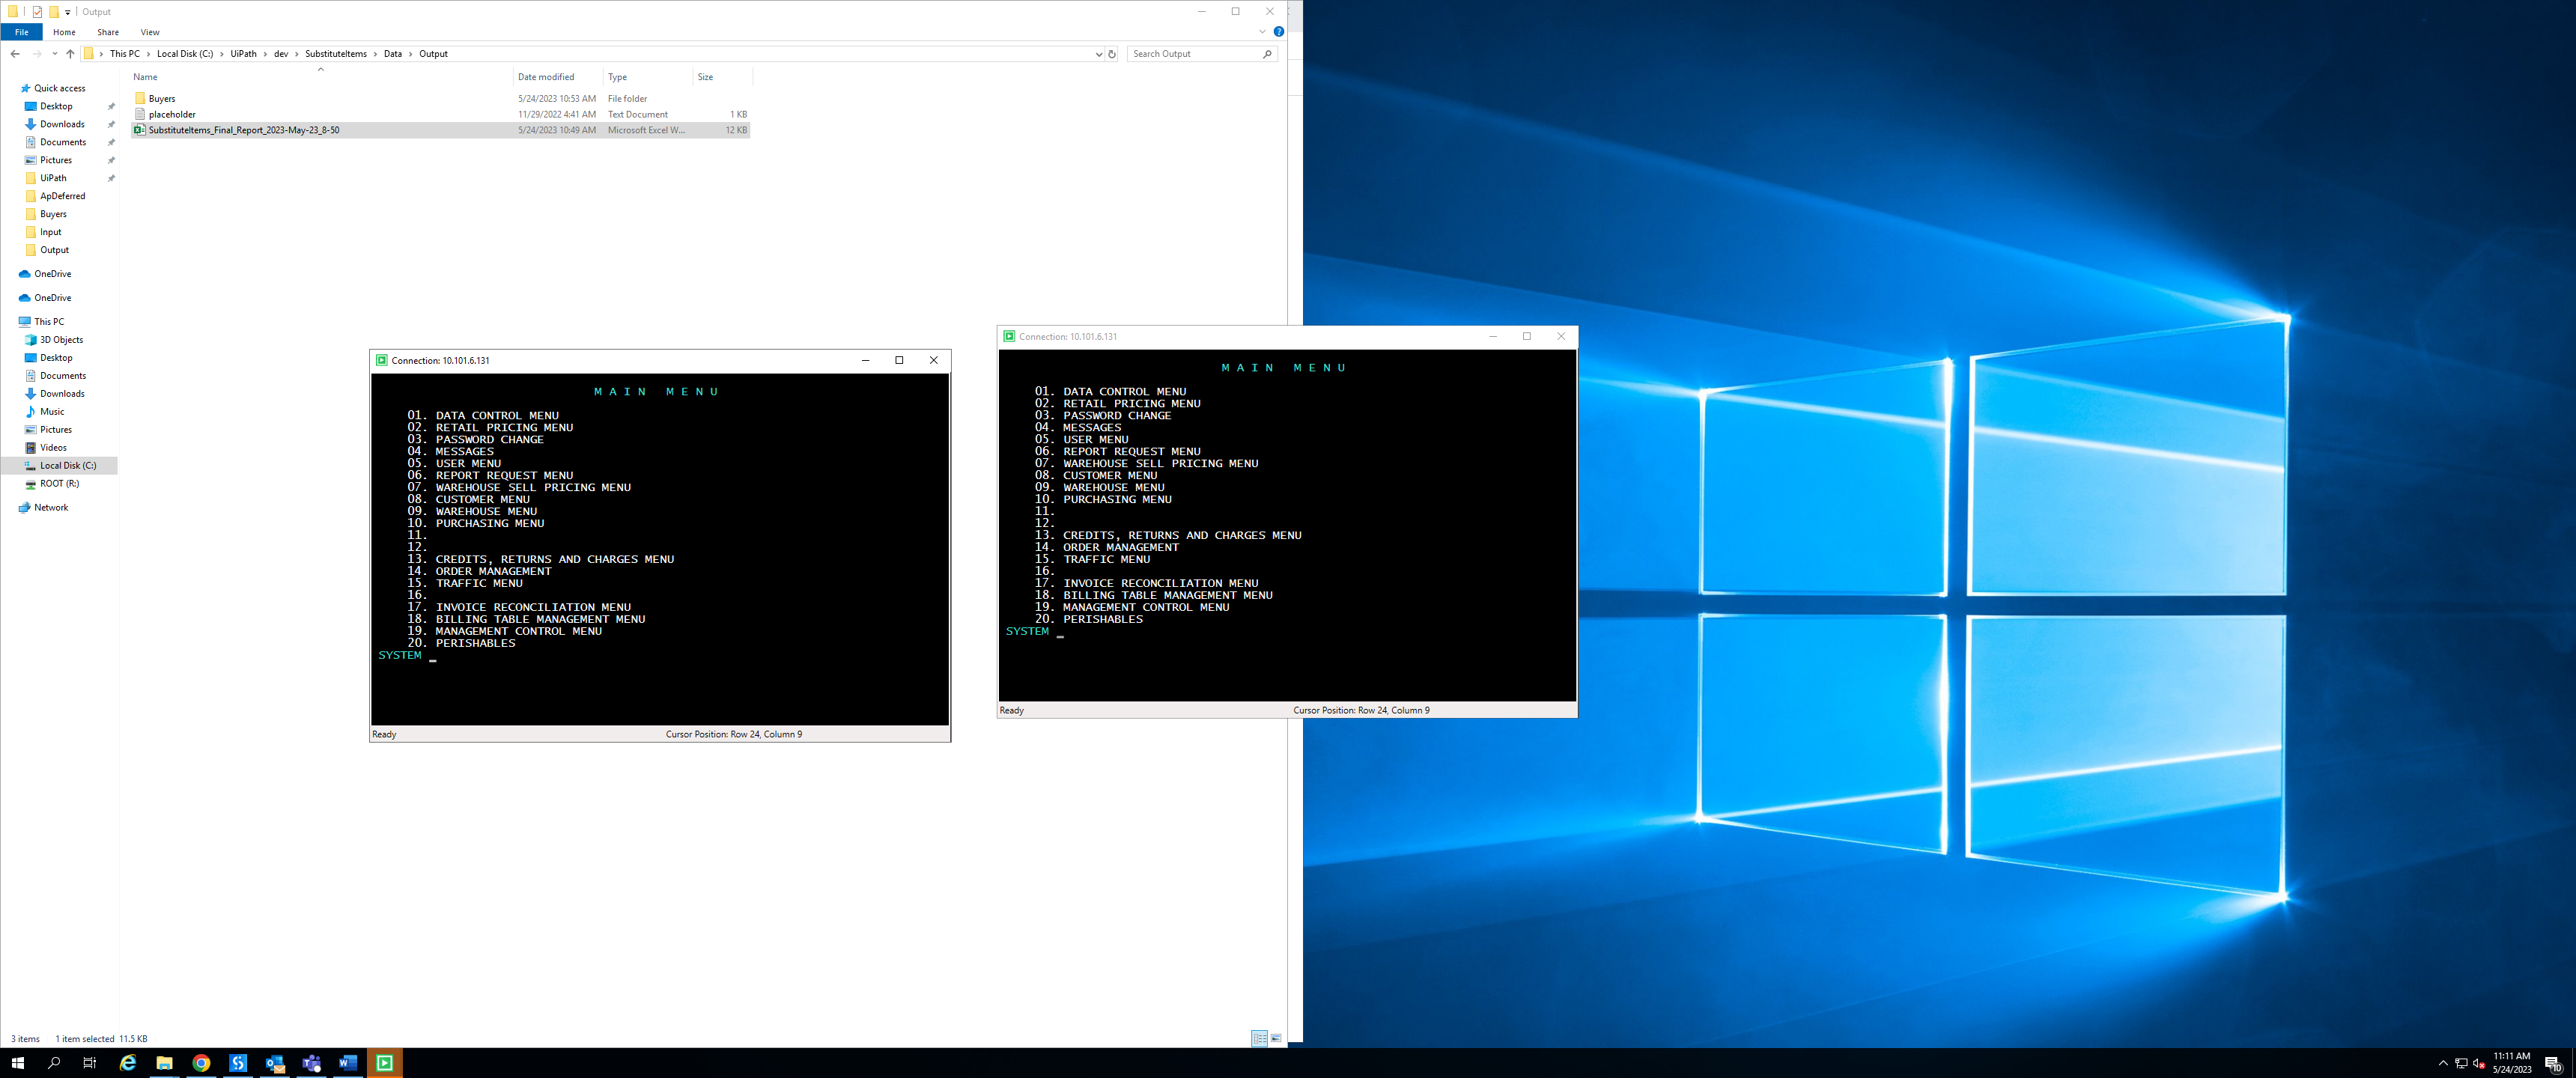 Output
File
Home
Share
View
This PC
Local Disk (C:)
UiPath
dev
SubstituteItems
Data
Output
Search Output
Name
Date modified
Type
Size
Quick access
Desktop
Downloads
Documents
Pictures
UiPath
ApDeferred
Buyers
Input
Output
OneDrive
OneDrive
This PC
3D Objects
Desktop
Documents
Downloads
Music
Pictures
Videos
Local Disk (C:)
ROOT (R:)
Network
Buyers 5/24/2023 10:53 AM File folder
placeholder 11/29/2022 4:41 AM Text Document 1 KB
SubstituteItems_Final_Report_2023-May-23_8-50 5/24/2023 10:49 AM Microsoft Excel W... 12 KB
Connection: 10.101.6.131
M A I N   M E N U
01. DATA CONTROL MENU
02. RETAIL PRICING MENU
03. PASSWORD CHANGE
04. MESSAGES
05. USER MENU
06. REPORT REQUEST MENU
07. WAREHOUSE SELL PRICING MENU
08. CUSTOMER MENU
09. WAREHOUSE MENU
10. PURCHASING MENU
11.
12.
13. CREDITS, RETURNS AND CHARGES MENU
14. ORDER MANAGEMENT
15. TRAFFIC MENU
16.
17. INVOICE RECONCILIATION MENU
18. BILLING TABLE MANAGEMENT MENU
19. MANAGEMENT CONTROL MENU
20. PERISHABLES
SYSTEM _
Ready Cursor Position: Row 24, Column 9
Connection: 10.101.6.131
M A I N   M E N U
01. DATA CONTROL MENU
02. RETAIL PRICING MENU
03. PASSWORD CHANGE
04. MESSAGES
05. USER MENU
06. REPORT REQUEST MENU
07. WAREHOUSE SELL PRICING MENU
08. CUSTOMER MENU
09. WAREHOUSE MENU
10. PURCHASING MENU
11.
12.
13. CREDITS, RETURNS AND CHARGES MENU
14. ORDER MANAGEMENT
15. TRAFFIC MENU
16.
17. INVOICE RECONCILIATION MENU
18. BILLING TABLE MANAGEMENT MENU
19. MANAGEMENT CONTROL MENU
20. PERISHABLES
SYSTEM _
Ready Cursor Position: Row 24, Column 9
3 items 1 item selected 11.5 KB
11:11 AM
5/24/2023
10